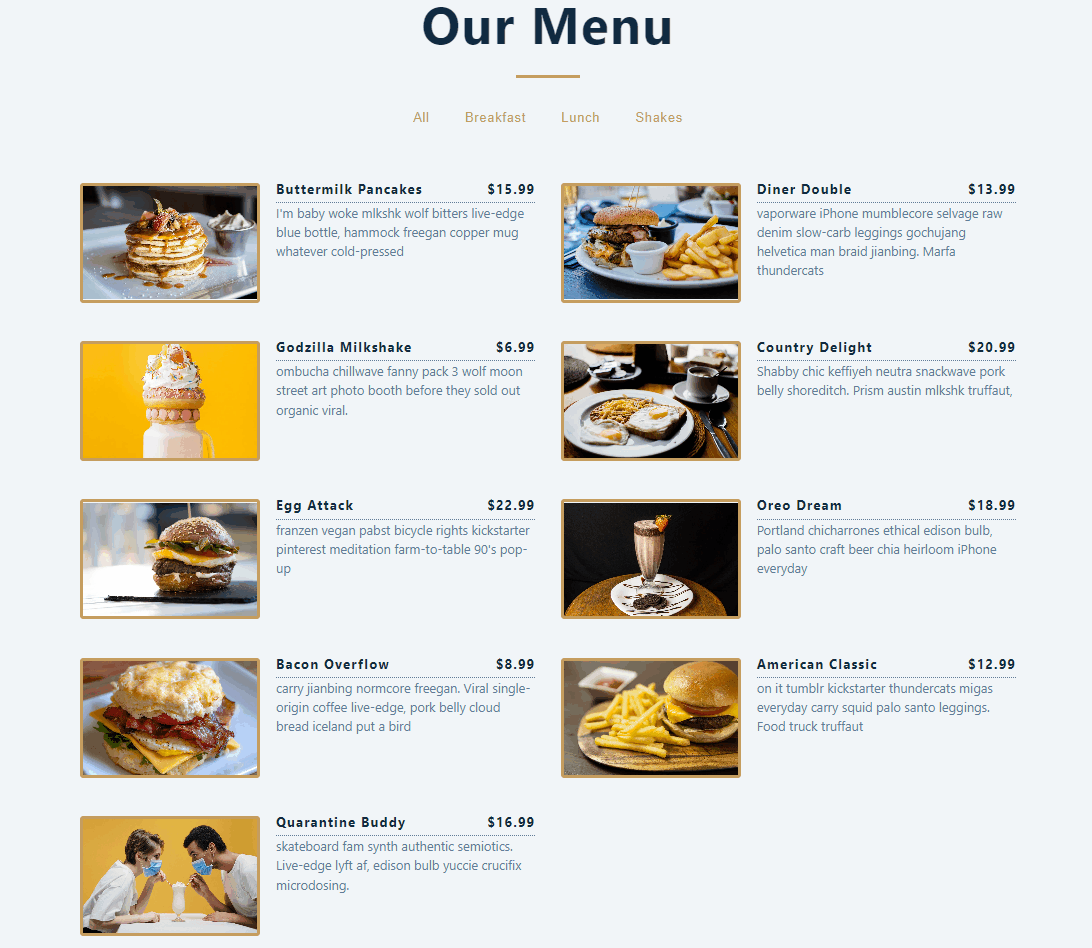 Our Menu
All Breakfast Lunch Shakes
Buttermilk Pancakes $15.99
I'm baby woke mlkshk wolf bitters live-edge
blue bottle, hammock freegan copper mug
whatever cold-pressed
Diner Double $13.99
vaporware iPhone mumblecore selvage raw
denim slow-carb leggings gochujang
helvetica man braid jianbing. Marfa
thundercats
Godzilla Milkshake $6.99
ombucha chillwave fanny pack 3 wolf moon
street art photo booth before they sold out
organic viral.
Country Delight $20.99
Shabby chic keffiyeh neutra snackwave pork
belly shoreditch. Prism austin mlkshk truffaut,
Egg Attack $22.99
franzen vegan pabst bicycle rights kickstarter
pinterest meditation farm-to-table 90's pop-
up
Oreo Dream $18.99
Portland chicharrones ethical edison bulb,
palo santo craft beer chia heirloom iPhone
everyday
Bacon Overflow $8.99
carry jianbing normcore freegan. Viral single-
origin coffee live-edge, pork belly cloud
bread iceland put a bird
American Classic $12.99
on it tumblr kickstarter thundercats migas
everyday carry squid palo santo leggings.
Food truck truffaut
Quarantine Buddy $16.99
skateboard fam synth authentic semiotics.
Live-edge lyft af, edison bulb yuccie crucifix
microdosing.